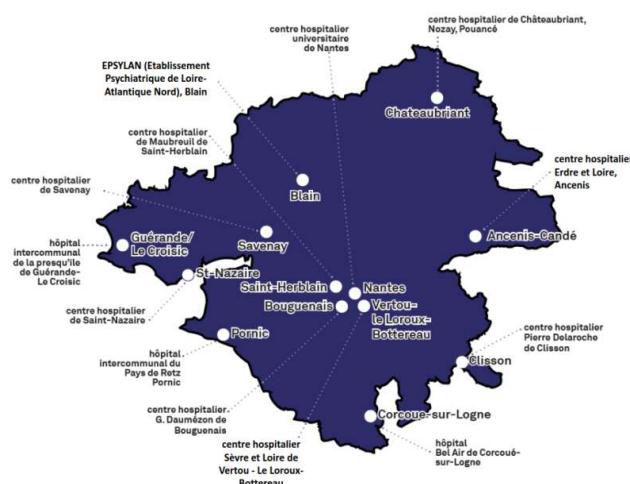 centre hospitalier de Châteaubriant,
Nozay, Pouancé
centre hospitalier
universitaire
de Nantes
EPSYLAN (Etablissement
Psychiatrique de Loire-
Atlantique Nord), Blain
Chateaubriant
centre hospitalier
de Maubreuil de
Saint-Herblain
centre hospitalier
Erdre et Loire,
Ancenis
centre hospitalier
de Savenay
Blain
Guérande/
Le Croisic
Savenay
Ancenis-Candé
hôpital
intercommunal
de la presqu'île
de Guérande-
Le Croisic
St-Nazaire
Saint-Herblain
Nantes
Bouguenais
Vertou-
le Loroux-
Bottereau
centre hospitalier
de Saint-Nazaire
Pornic
centre hospitalier
Pierre Delaroche
de Clisson
Clisson
hôpital
intercommunal du
Pays de Retz
Pornic
centre hospitalier
G. Daumézon de
Bouguenais
Corcoue-sur-Logne
centre hospitalier
Sèvre et Loire de
Vertou - Le Loroux-
Bottereau
hôpital
Bel Air de Corcoué-
sur-Logne